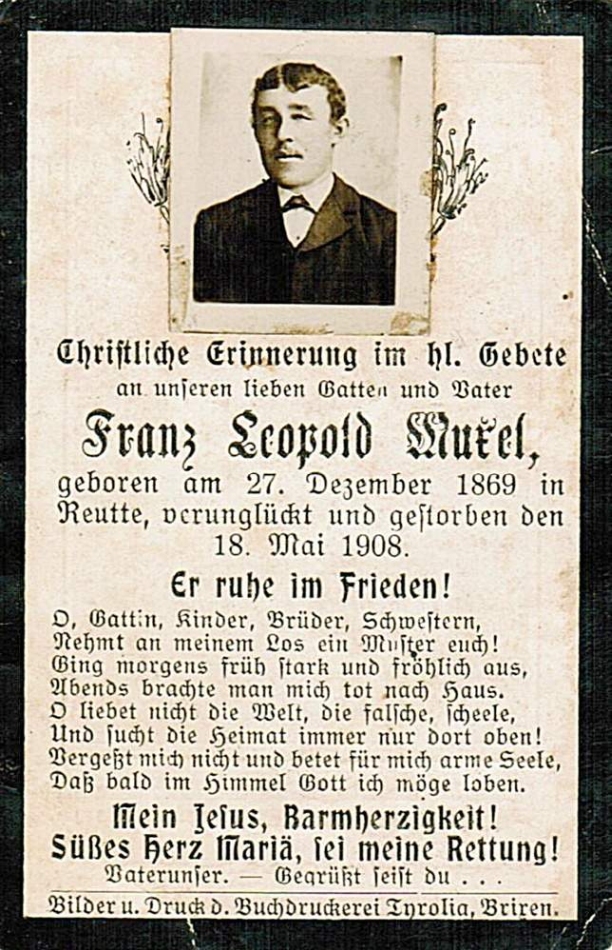 Christliche Erinnerung im hl. Gebete
an unseren lieben Gatten und Vater
Franz Leopold Muxel,
geboren am 27. Dezember 1869 in
Reutte, verunglückt und gestorben den
18. Mai 1908.
Er ruhe im Frieden!
O, Gattin, Kinder, Brüder, Schwestern,
Nehmt an meinem Los ein Muster euch!
Ging morgens früh stark und fröhlich aus,
Abends brachte man mich tot nach Haus.
O liebet nicht die Welt, die falsche, scheele,
Und sucht die Heimat immer nur dort oben!
Vergeßt mich nicht und betet für mich arme Seele,
Daß bald im Himmel Gott ich möge loben.
Mein Jesus, Barmherzigkeit!
Süßes Herz Mariä, sei meine Rettung!
Vaterunser. — Gegrüßt seist du . . .
Bilder u. Druck d. Buchdruckerei Tyrolia, Brixen.